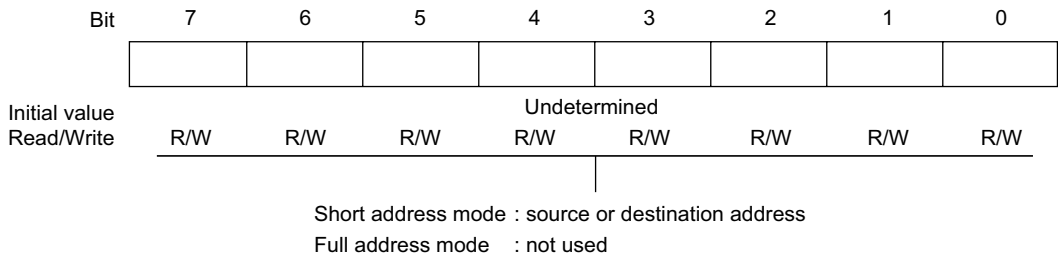 Bit 7 6 5 4 3 2 1 0
Initial value Undetermined
Read/Write R/W R/W R/W R/W R/W R/W R/W R/W
Short address mode : source or destination address
Full address mode : not used